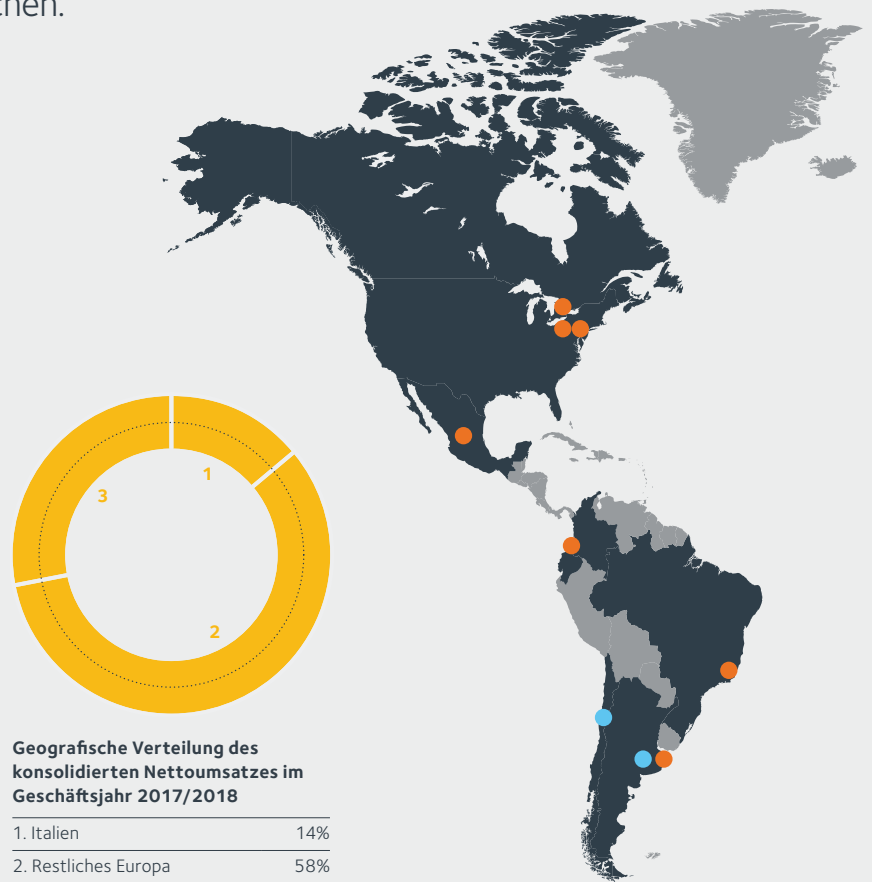 3
1
2
Geografische Verteilung des
konsolidierten Nettoumsatzes im
Geschäftsjahr 2017/2018
1. Italien 14%
2. Restliches Europa 58%